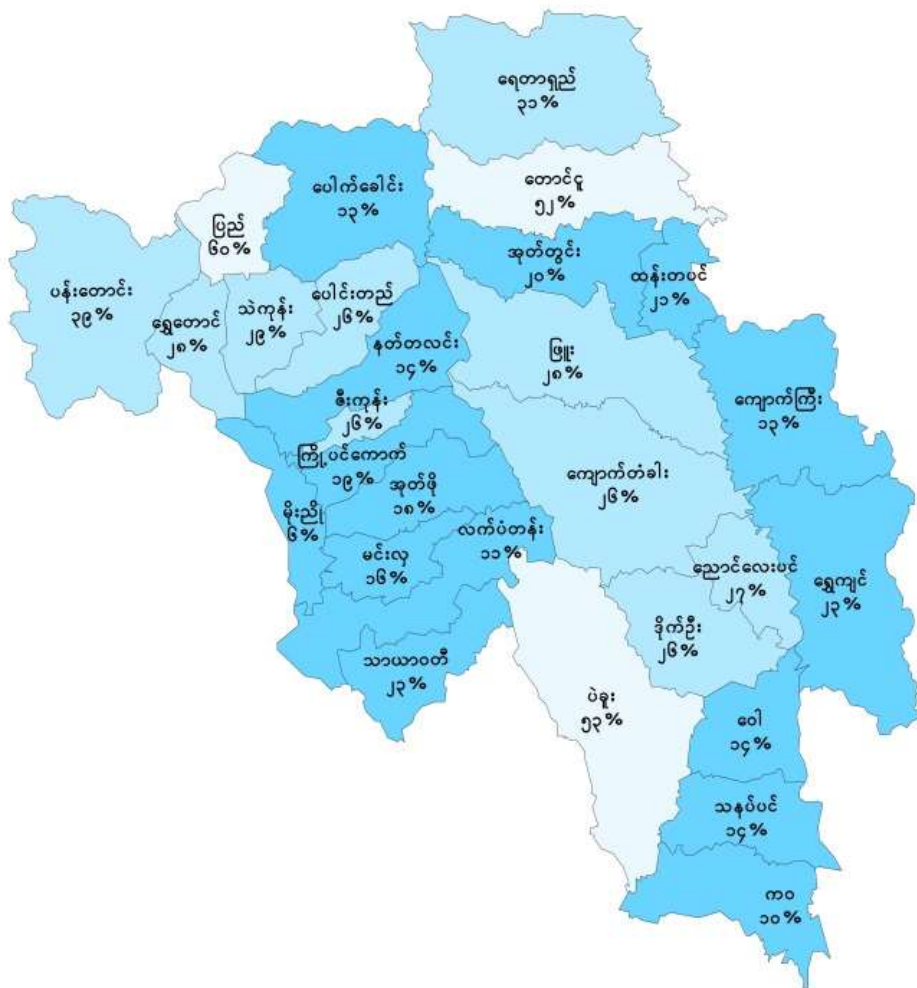 ရေတာရှည်
၃၁%
တောင်ငူ
၅၂%
ပေါက်ခေါင်း
၁၃%
ပြည်
၆၀%
အုတ်တွင်း
၂၀%
ထန်းတပင်
၂၁%
ပန်းတောင်း
၃၉%
ရွှေတောင်
၂၈%
သဲကုန်း
၂၉%
ပေါင်းတည်
၂၆%
နတ်တလင်း
၁၄%
ဖြူး
၂၈%
ကျောက်ကြီး
၁၃%
ဇီးကုန်း
၂၆%
ကြို့ပင်ကောက်
၁၉%
ကျောက်တံခါး
၂၆%
အုတ်ဖို
၁၈%
မိုးညို
၆%
လက်ပံတန်း
၁၁%
မင်းလှ
၁၆%
ညောင်လေးပင်
၂၇%
ရွှေကျင်
၂၃%
ဒိုက်ဦး
၂၆%
သာယာဝတီ
၂၃%
ပဲခူး
၅၃%
ဝေါ
၁၄%
သနပ်ပင်
၁၄%
ကဝ
၁၀%